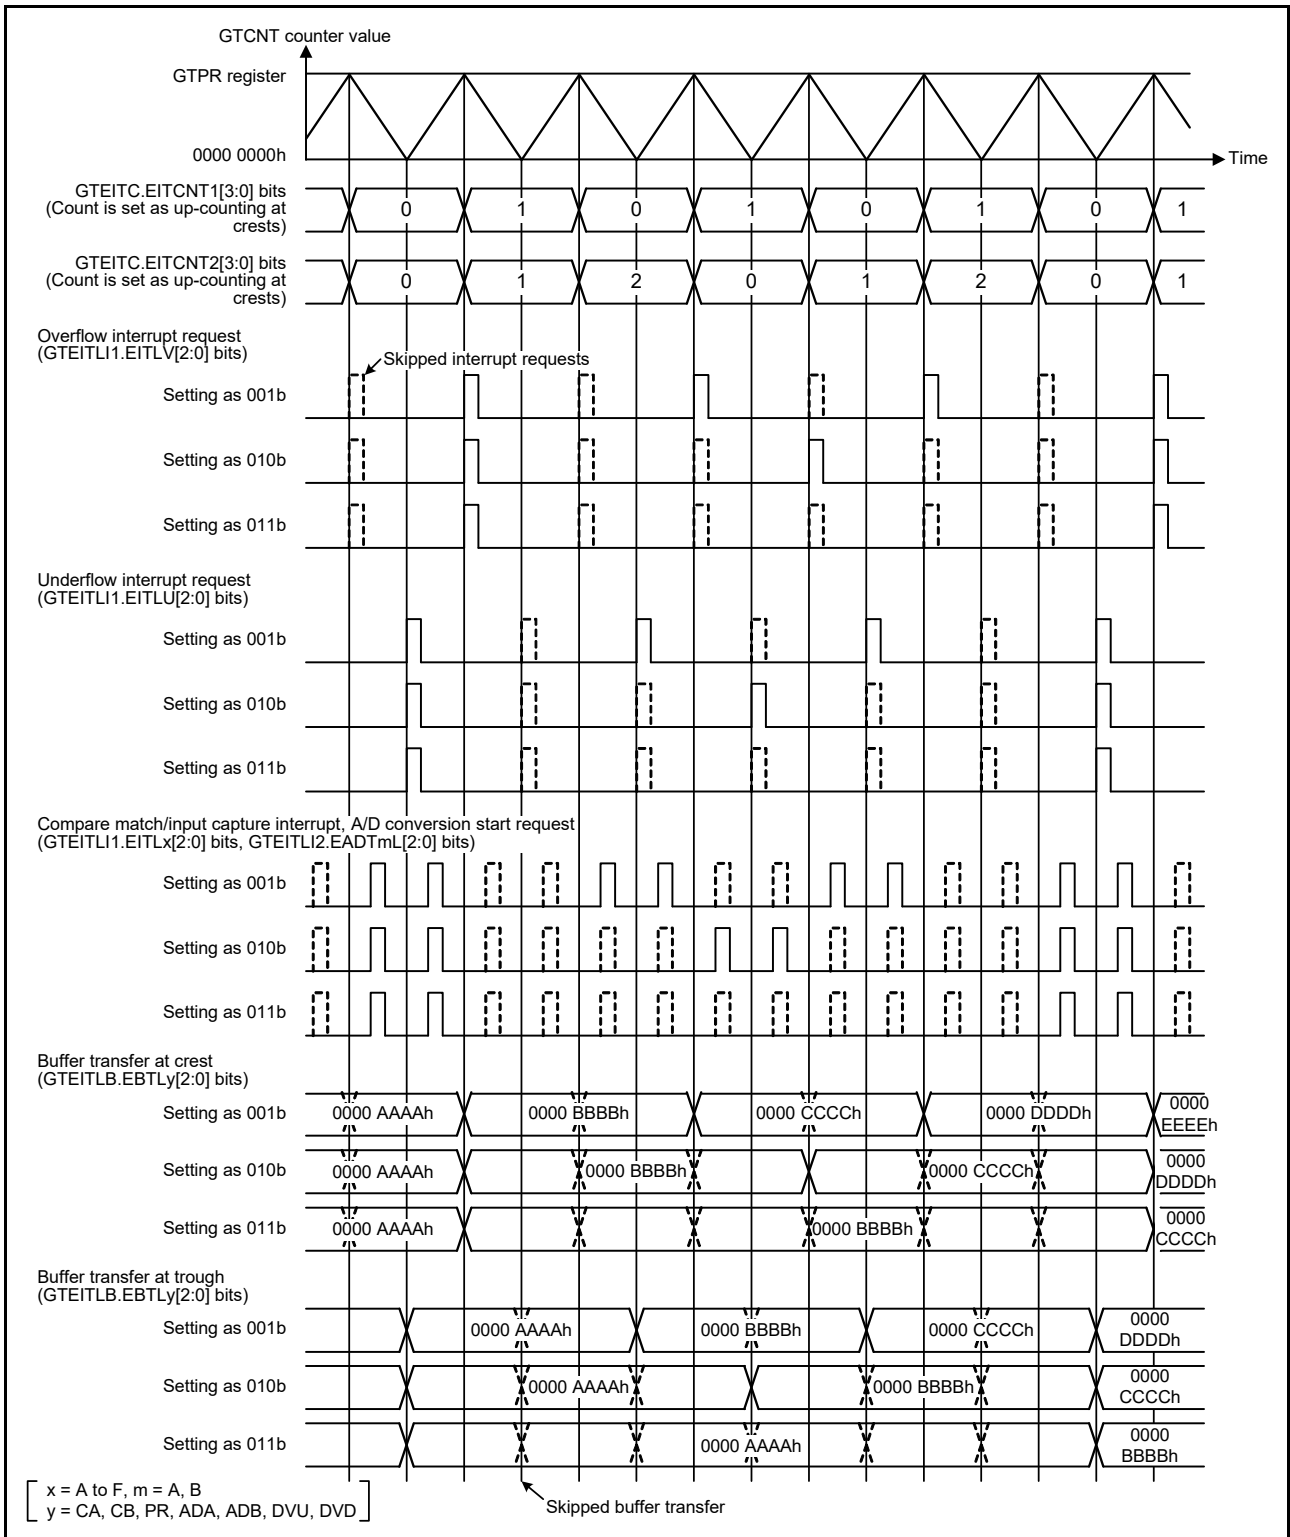 GTCNT counter value
GTPR register
0000 0000h
Time
GTEITC.EITCNT1[3:0] bits
(Count is set as up-counting at
crests)
0 1 0 1 0 1 0 1
GTEITC.EITCNT2[3:0] bits
(Count is set as up-counting at
crests)
0 1 2 0 1 2 0 1
Overflow interrupt request
(GTEITLI1.EITLV[2:0] bits)
Skipped interrupt requests
Setting as 001b
Setting as 010b
Setting as 011b
Underflow interrupt request
(GTEITLI1.EITLU[2:0] bits)
Setting as 001b
Setting as 010b
Setting as 011b
Compare match/input capture interrupt, A/D conversion start request
(GTEITLI1.EITLx[2:0] bits, GTEITLI2.EADTmL[2:0] bits)
Setting as 001b
Setting as 010b
Setting as 011b
Buffer transfer at crest
(GTEITLB.EBTLy[2:0] bits)
Setting as 001b 0000 AAAAh 0000 BBBBh 0000 CCCCh 0000 DDDDh 0000
EEEEh
Setting as 010b 0000 AAAAh 0000 BBBBh 0000 CCCCh 0000
DDDDh
Setting as 011b 0000 AAAAh 0000 BBBBh 0000
CCCCh
Buffer transfer at trough
(GTEITLB.EBTLy[2:0] bits)
Setting as 001b 0000 AAAAh 0000 BBBBh 0000 CCCCh 0000
DDDDh
Setting as 010b 0000 AAAAh 0000 BBBBh 0000
CCCCh
Setting as 011b 0000 AAAAh 0000
BBBBh
x = A to F, m = A, B
y = CA, CB, PR, ADA, ADB, DVU, DVD
Skipped buffer transfer